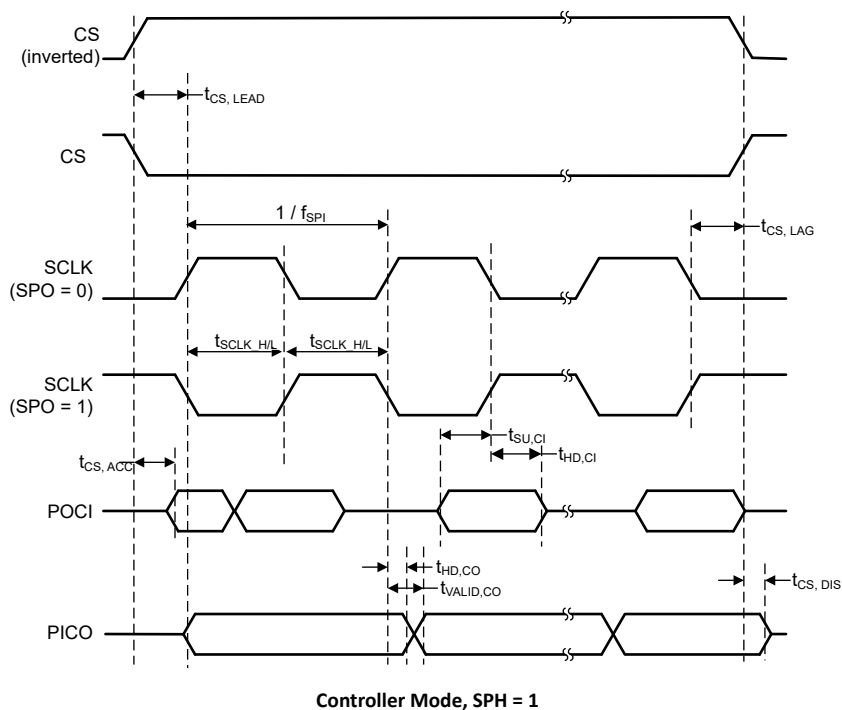 CS
(inverted)
tCS, LEAD
CS
1 / fSPI
tCS, LAG
SCLK
(SPO = 0)
tSCLK_H/L
tSCLK_H/L
SCLK
(SPO = 1)
tSU,CI
tHD,CI
tCS, ACC
POCI
tHD,CO
tVALID,CO
tCS, DIS
PICO
Controller Mode, SPH = 1